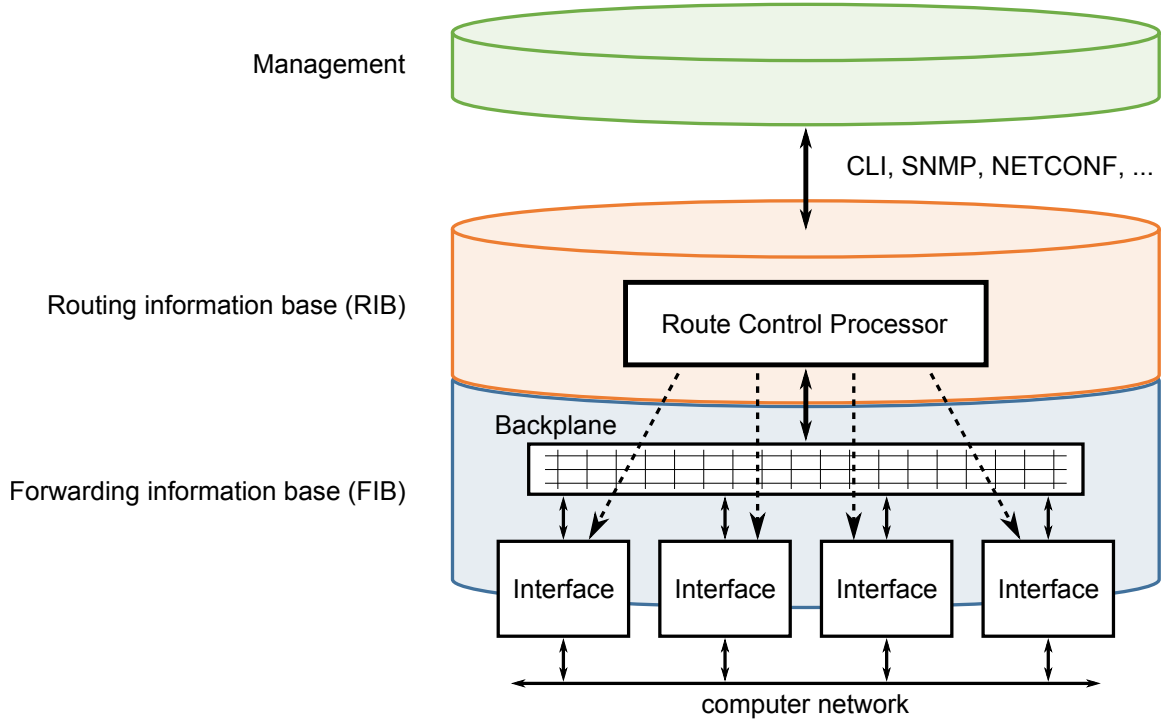 Management
CLI, SNMP, NETCONF, ...
Routing information base (RIB)
Route Control Processor
Backplane
Forwarding information base (FIB)
Interface
Interface
Interface
Interface
computer network